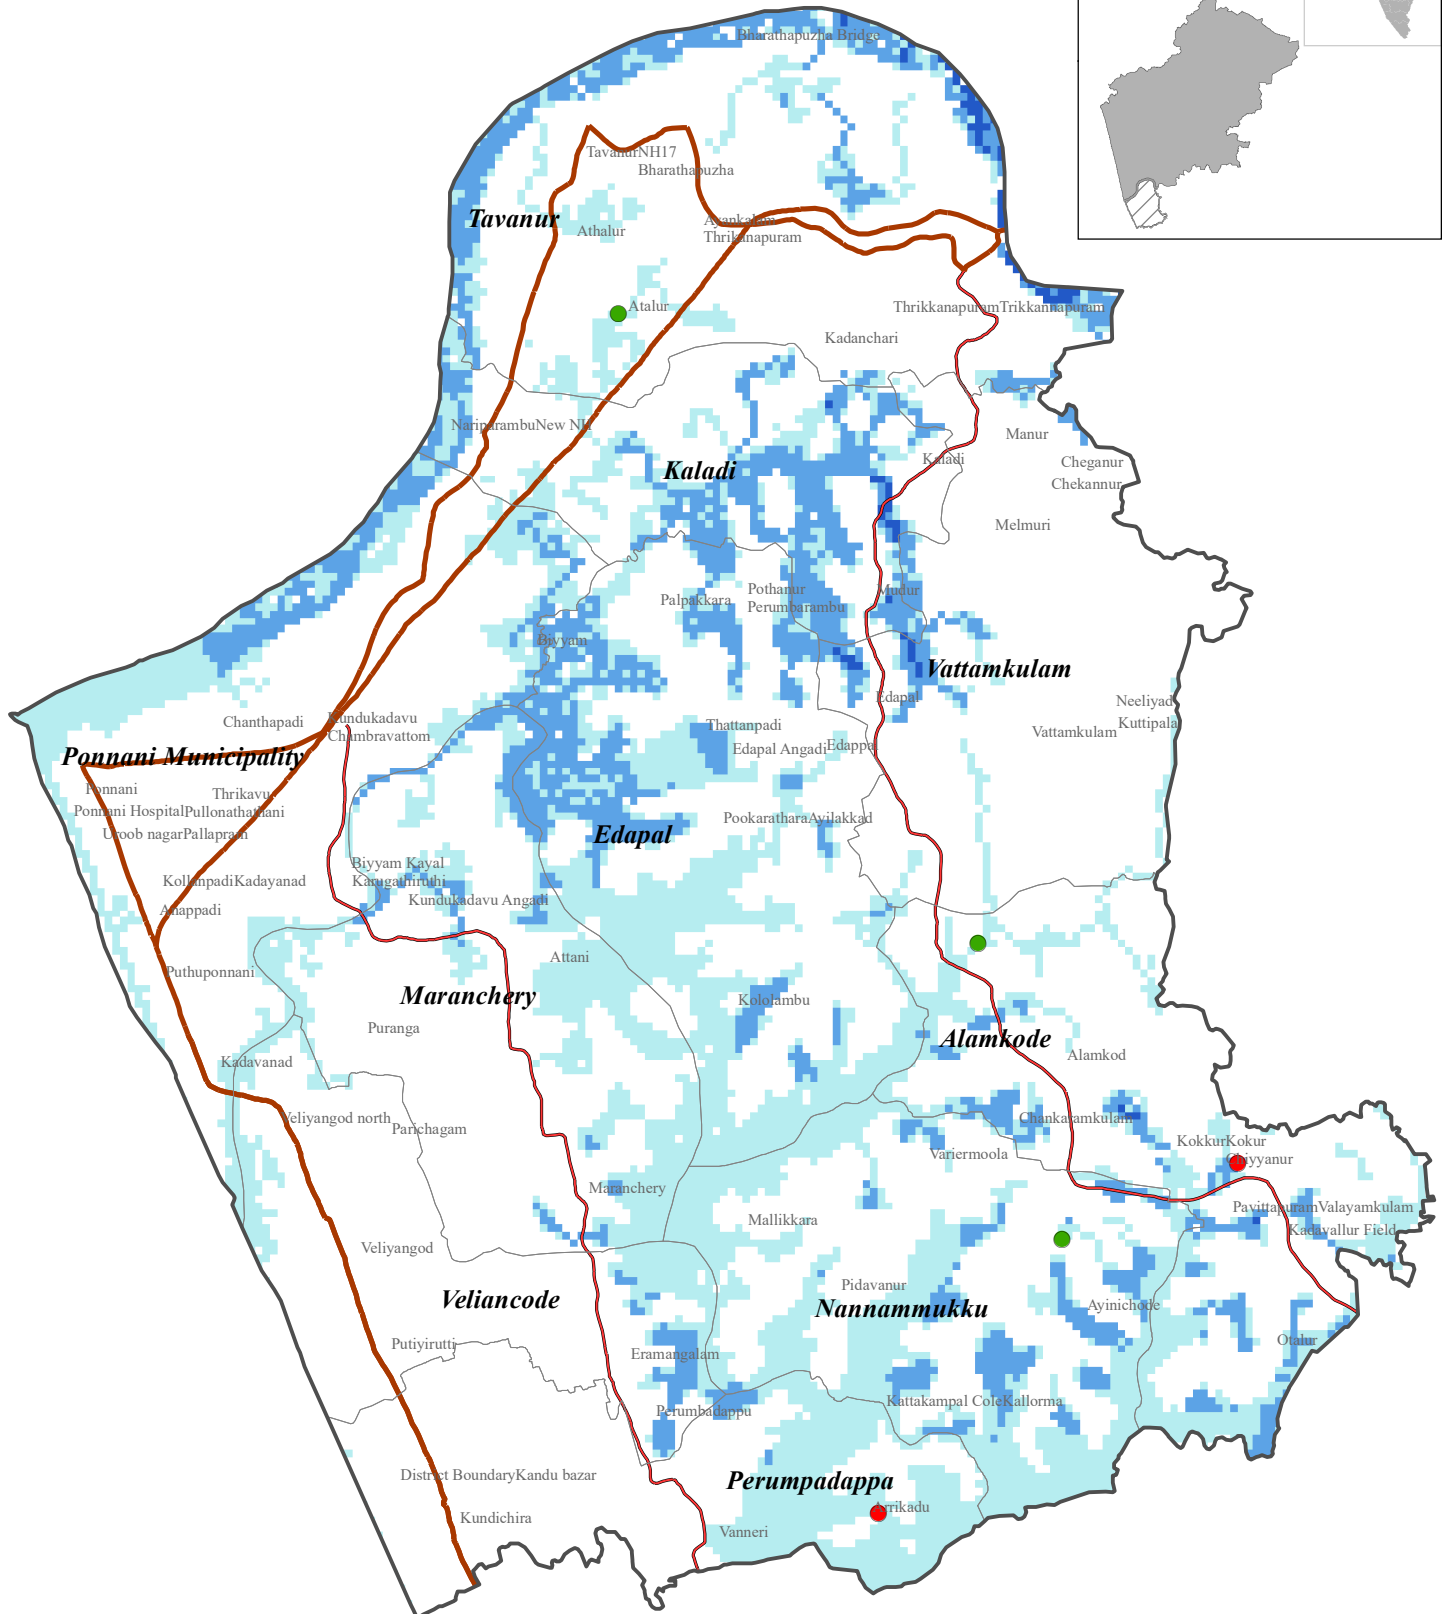 Bharathapuzha Bridge
TavanurNH17
Bharathapuzha
Tavanur
Ayankalam
Athalur
Thrikanapuram
Atalur
ThrikkanapuramTrikkannapuram
Kadanchari
NariparambuNew NH
Manur
Kaladi
Kaladi
Cheganur
Chekannur
Melmuri
Pothanur
Mudur
Palpakkara
Perumbarambu
Biyyam
Vattamkulam
Edapal
Neeliyad
Chanthapadi
Kundukadavu
Thattanpadi
Kuttipala
Vattamkulam
Chambravattom
Edapal Angadi
Edappal
Ponnani Municipality
Ponnani
Thrikavu
Ponnani HospitalPullonathathani
PookaratharaAyilakkad
Uroob nagarPallapram
Edapal
Biyyam Kayal
KollanpadiKadayanad
Karugathiruthi
Kundukadavu Angadi
Anappadi
Attani
Puthuponnani
Maranchery
Kololambu
Puranga
Alamkode
Alamkod
Kadavanad
Veliyangod north
Chankaramkulam
Parichagam
KokkurKokur
Variermoola
Chiyyanur
Maranchery
PavittapuramValayamkulam
Mallikkara
Kadavallur Field
Veliyangod
Pidavanur
Veliancode
Nannammukku
Ayinichode
Putiyirutti
Otalur
Eramangalam
Kattakampal ColeKallorma
Perumbadappu
District BoundaryKandu bazar
Perumpadappa
Arrikadu
Kundichira
Vanneri